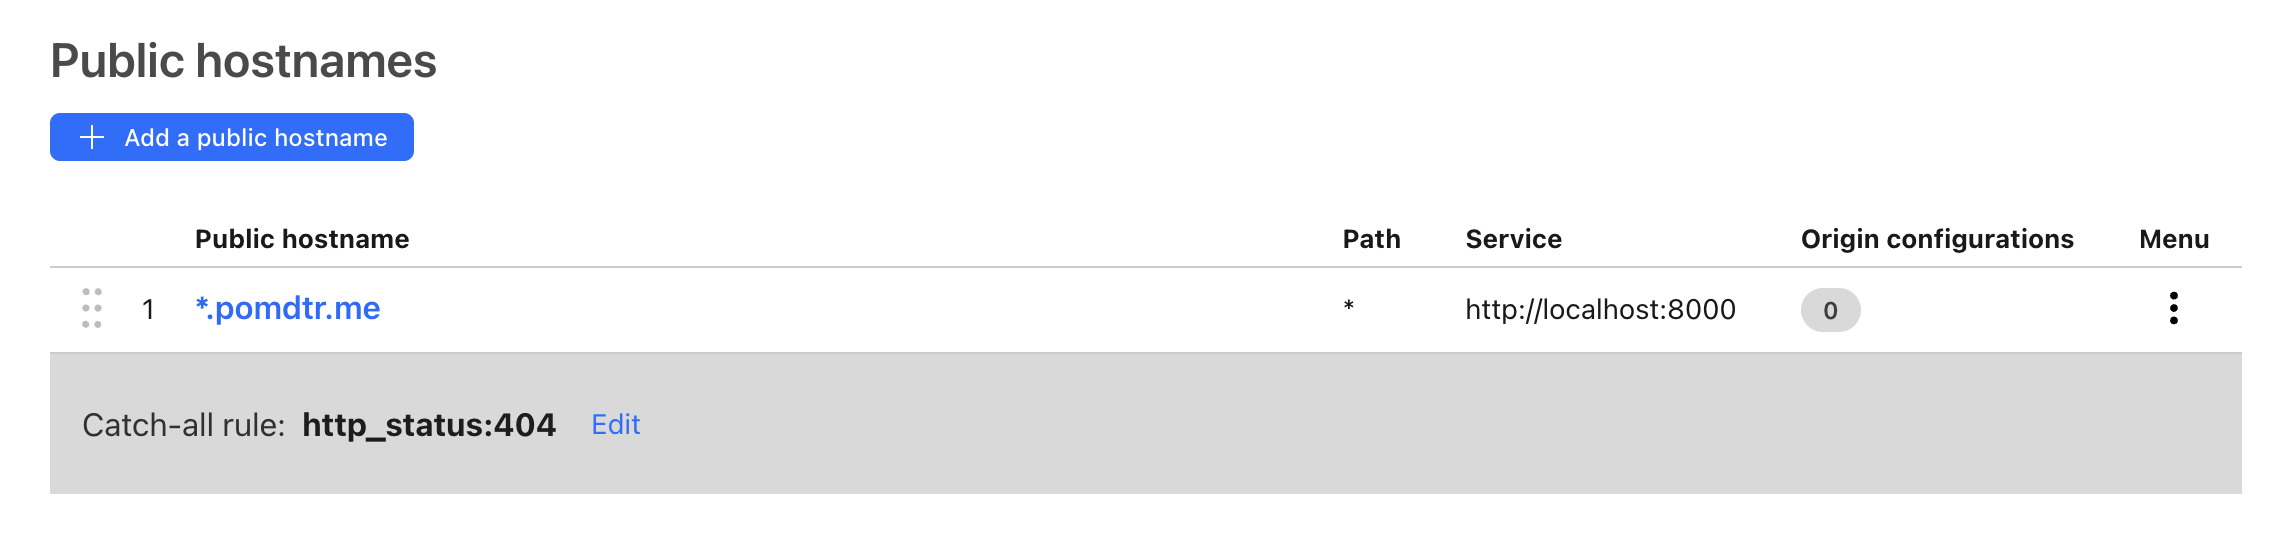 Public hostnames
Add a public hostname
Public hostname Path Service Origin configurations Menu
1 *.pomdtr.me * http://localhost:8000 0
Catch-all rule: http_status:404 Edit